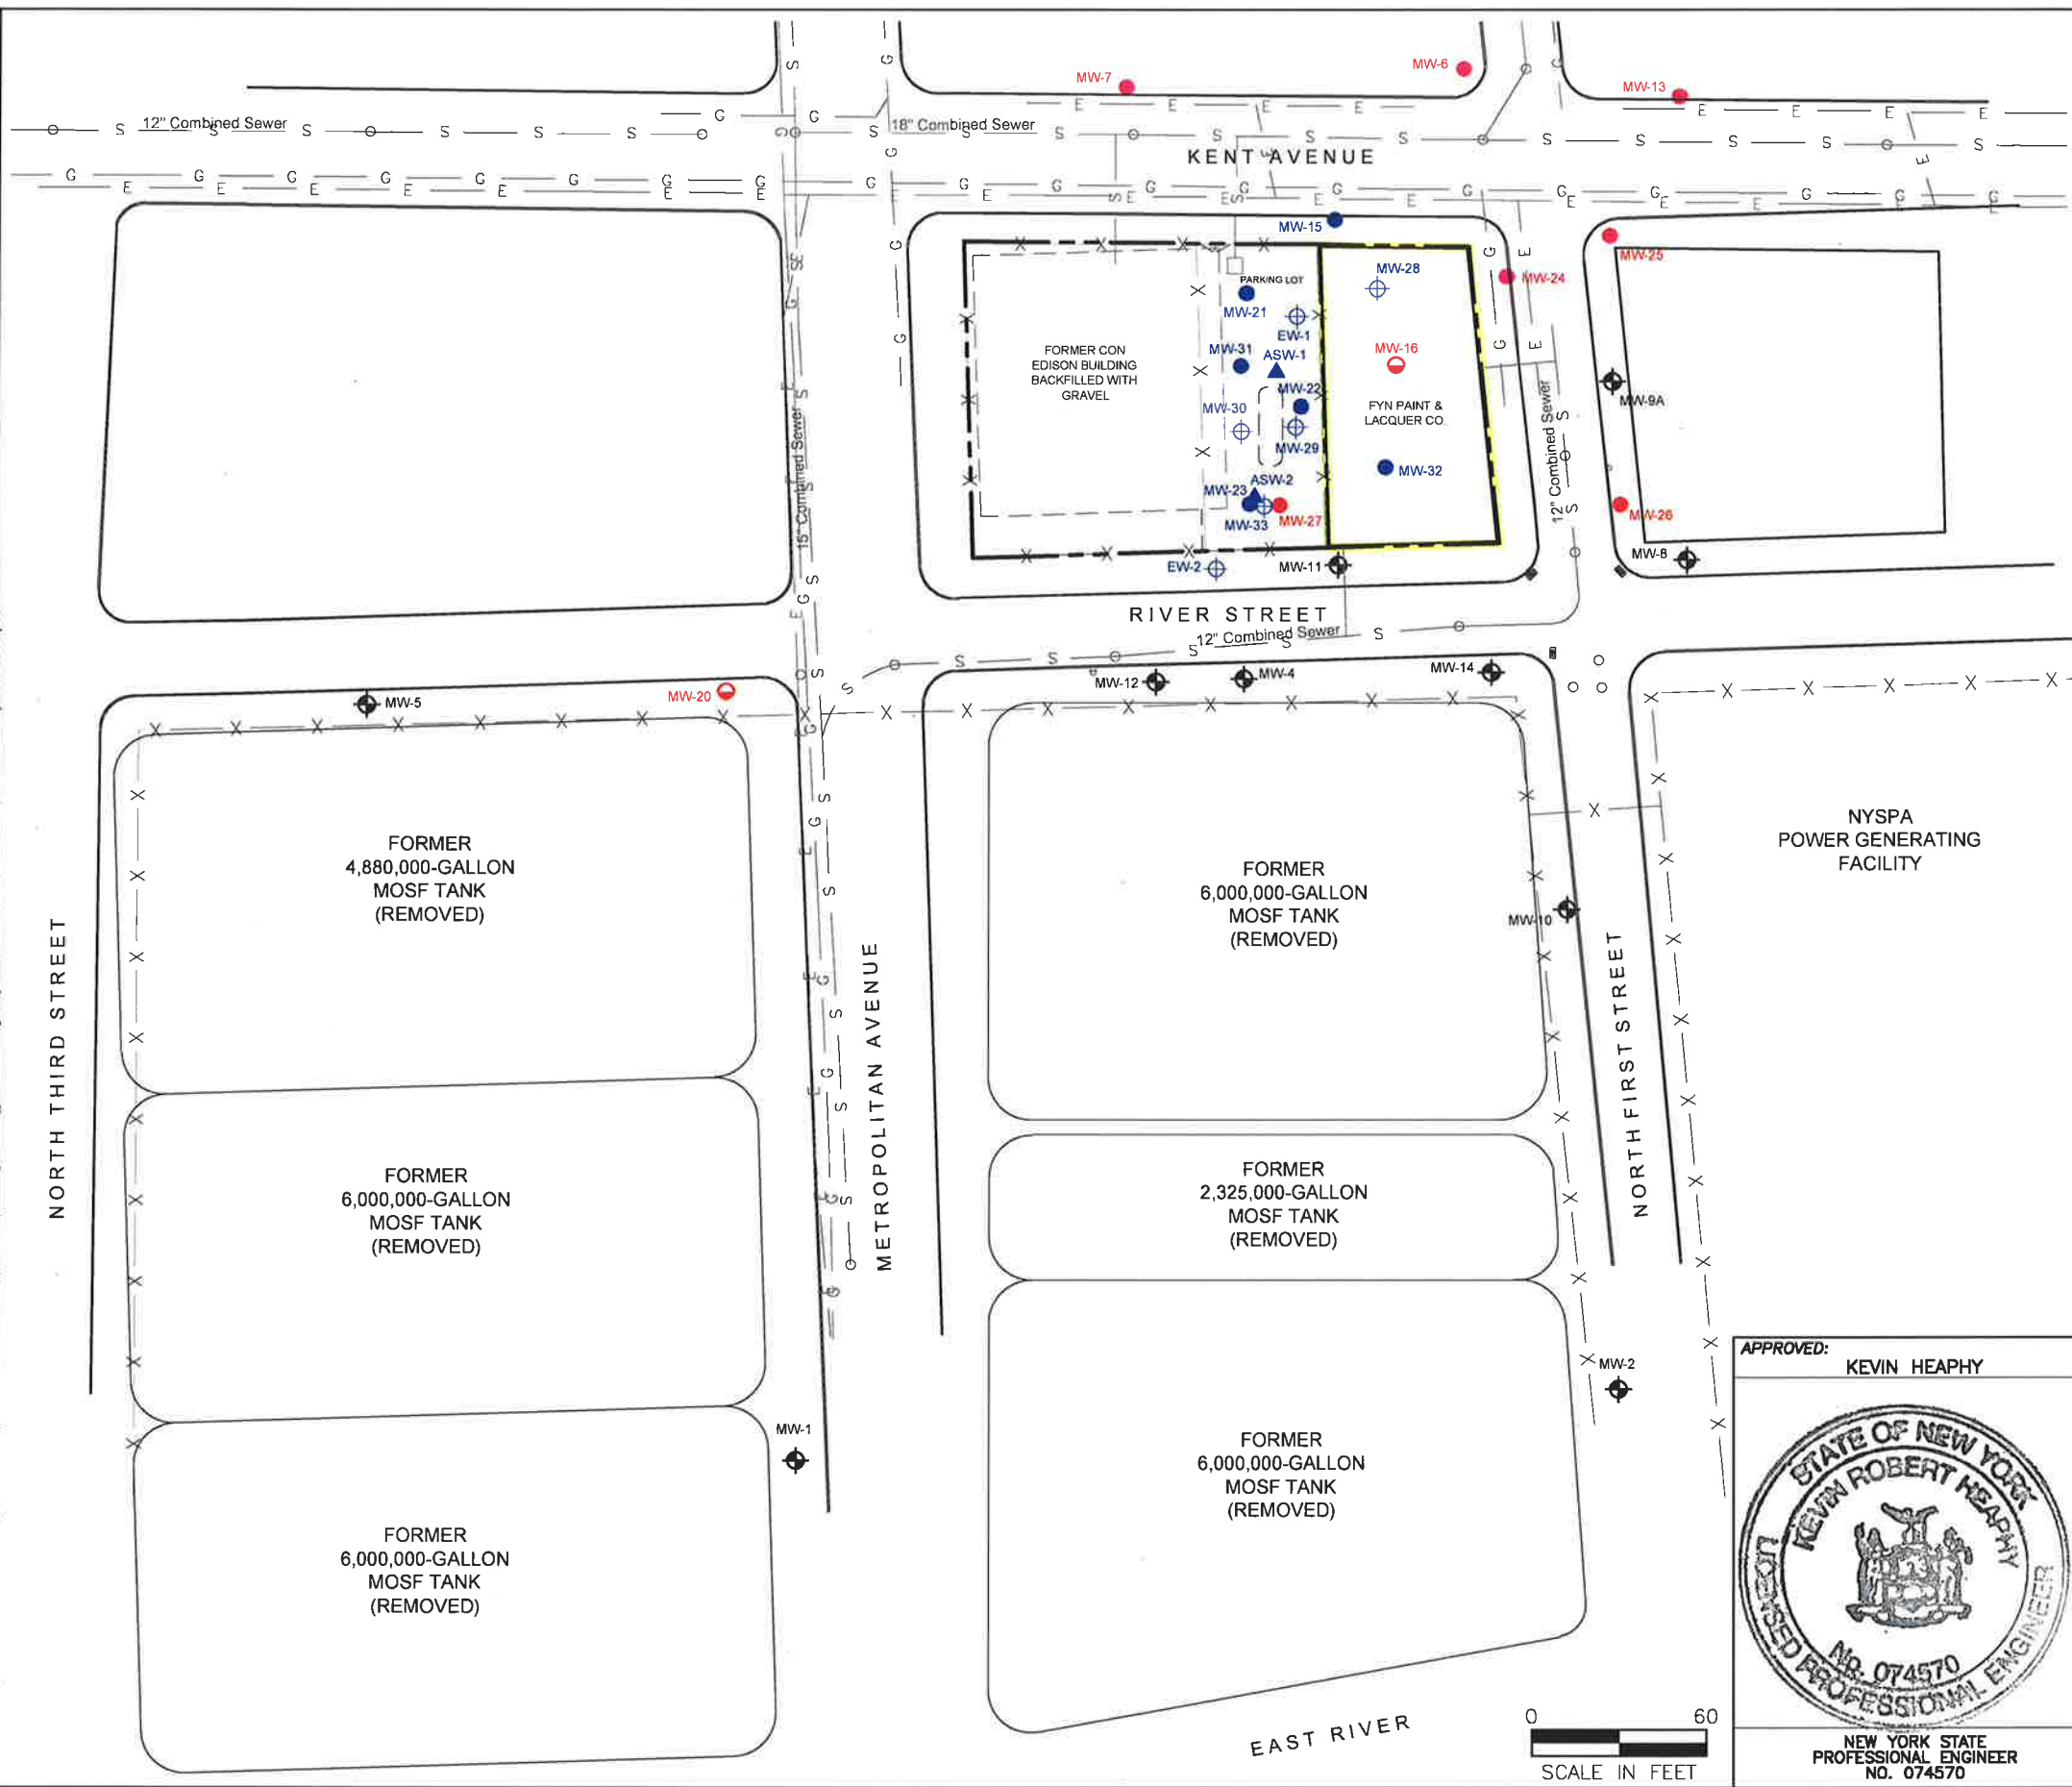 MW-7
MW-6
MW-13
12" Combined Sewer
18" Combined Sewer
KENT AVENUE
MW-15
MW-25
MW-28
MW-24
PARKING LOT
MW-21
EW-1
FORMER CON
EDISON BUILDING
BACKFILLED WITH
GRAVEL
MW-31
ASW-1
MW-16
MW-22
MW-9A
MW-30
FYN PAINT &
LACQUER CO.
MW-29
MW-32
15" Combined Sewer
12" Combined Sewer
ASW-2
MW-23
MW-33
MW-27
MW-26
MW-8
EW-2
MW-11
RIVER STREET
12" Combined Sewer
MW-5
MW-20
MW-12
MW-4
MW-14
FORMER
4,880,000-GALLON
MOSF TANK
(REMOVED)
FORMER
6,000,000-GALLON
MOSF TANK
(REMOVED)
NYSPA
POWER GENERATING
FACILITY
MW-10
NORTH THIRD STREET
METROPOLITAN AVENUE
NORTH FIRST STREET
FORMER
6,000,000-GALLON
MOSF TANK
(REMOVED)
FORMER
2,325,000-GALLON
MOSF TANK
(REMOVED)
MW-1
MW-2
FORMER
6,000,000-GALLON
MOSF TANK
(REMOVED)
FORMER
6,000,000-GALLON
MOSF TANK
(REMOVED)
EAST RIVER
0 60
SCALE IN FEET
APPROVED:
KEVIN HEAPHY
STATE OF NEW YORK
KEVIN ROBERT HEAPHY
No. 074570
LICENSED PROFESSIONAL ENGINEER
NEW YORK STATE
PROFESSIONAL ENGINEER
NO. 074570